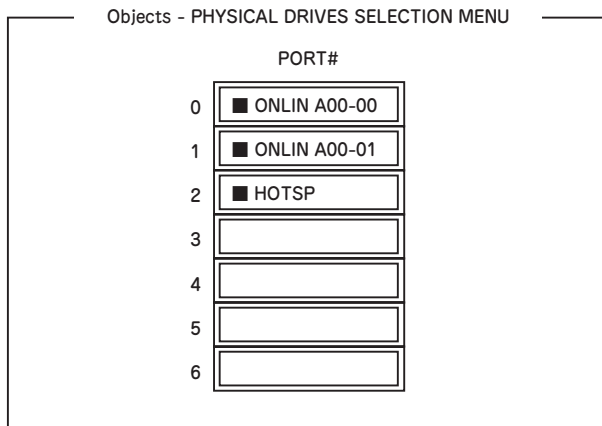 Objects - PHYSICAL DRIVES SELECTION MENU
PORT#
0 ■ ONLIN A00-00
1 ■ ONLIN A00-01
2 ■ HOTSP
3
4
5
6